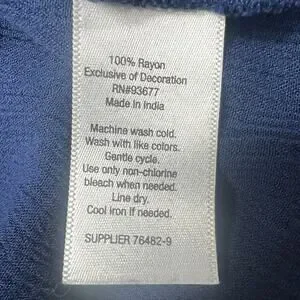 100% Rayon
Exclusive of Decoration
RN#93677
Made in India
Machine wash cold.
Wash with like colors.
Gentle cycle.
Use only non-chlorine
bleach when needed.
Line dry.
Cool iron if needed.
SUPPLIER 76482-9